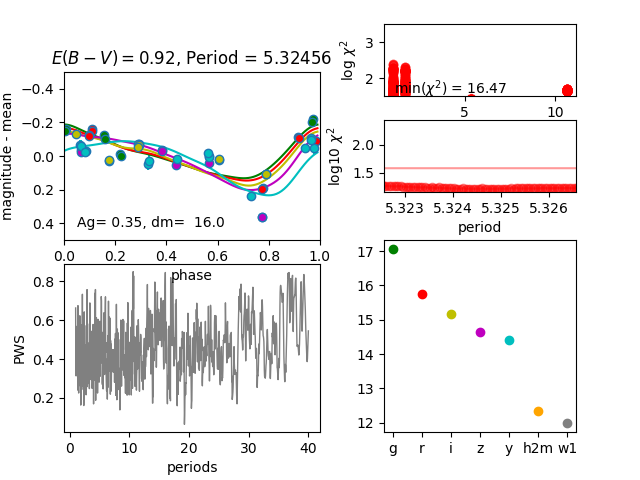 E(B − V) = 0.92, Period = 5.32456
magnitude - mean
−0.4
−0.2
0.0
0.2
0.4
Ag= 0.35, dm= 16.0
0.0 0.2 0.4 0.6 0.8 1.0
phase
log χ²
3
2
min(χ²) = 16.47
5 10
log10 χ²
2.0
1.5
5.323 5.324 5.325 5.326
period
PWS
0.8
0.6
0.4
0.2
0 10 20 30 40
periods
17
16
15
14
13
12
g r i z y h2m w1